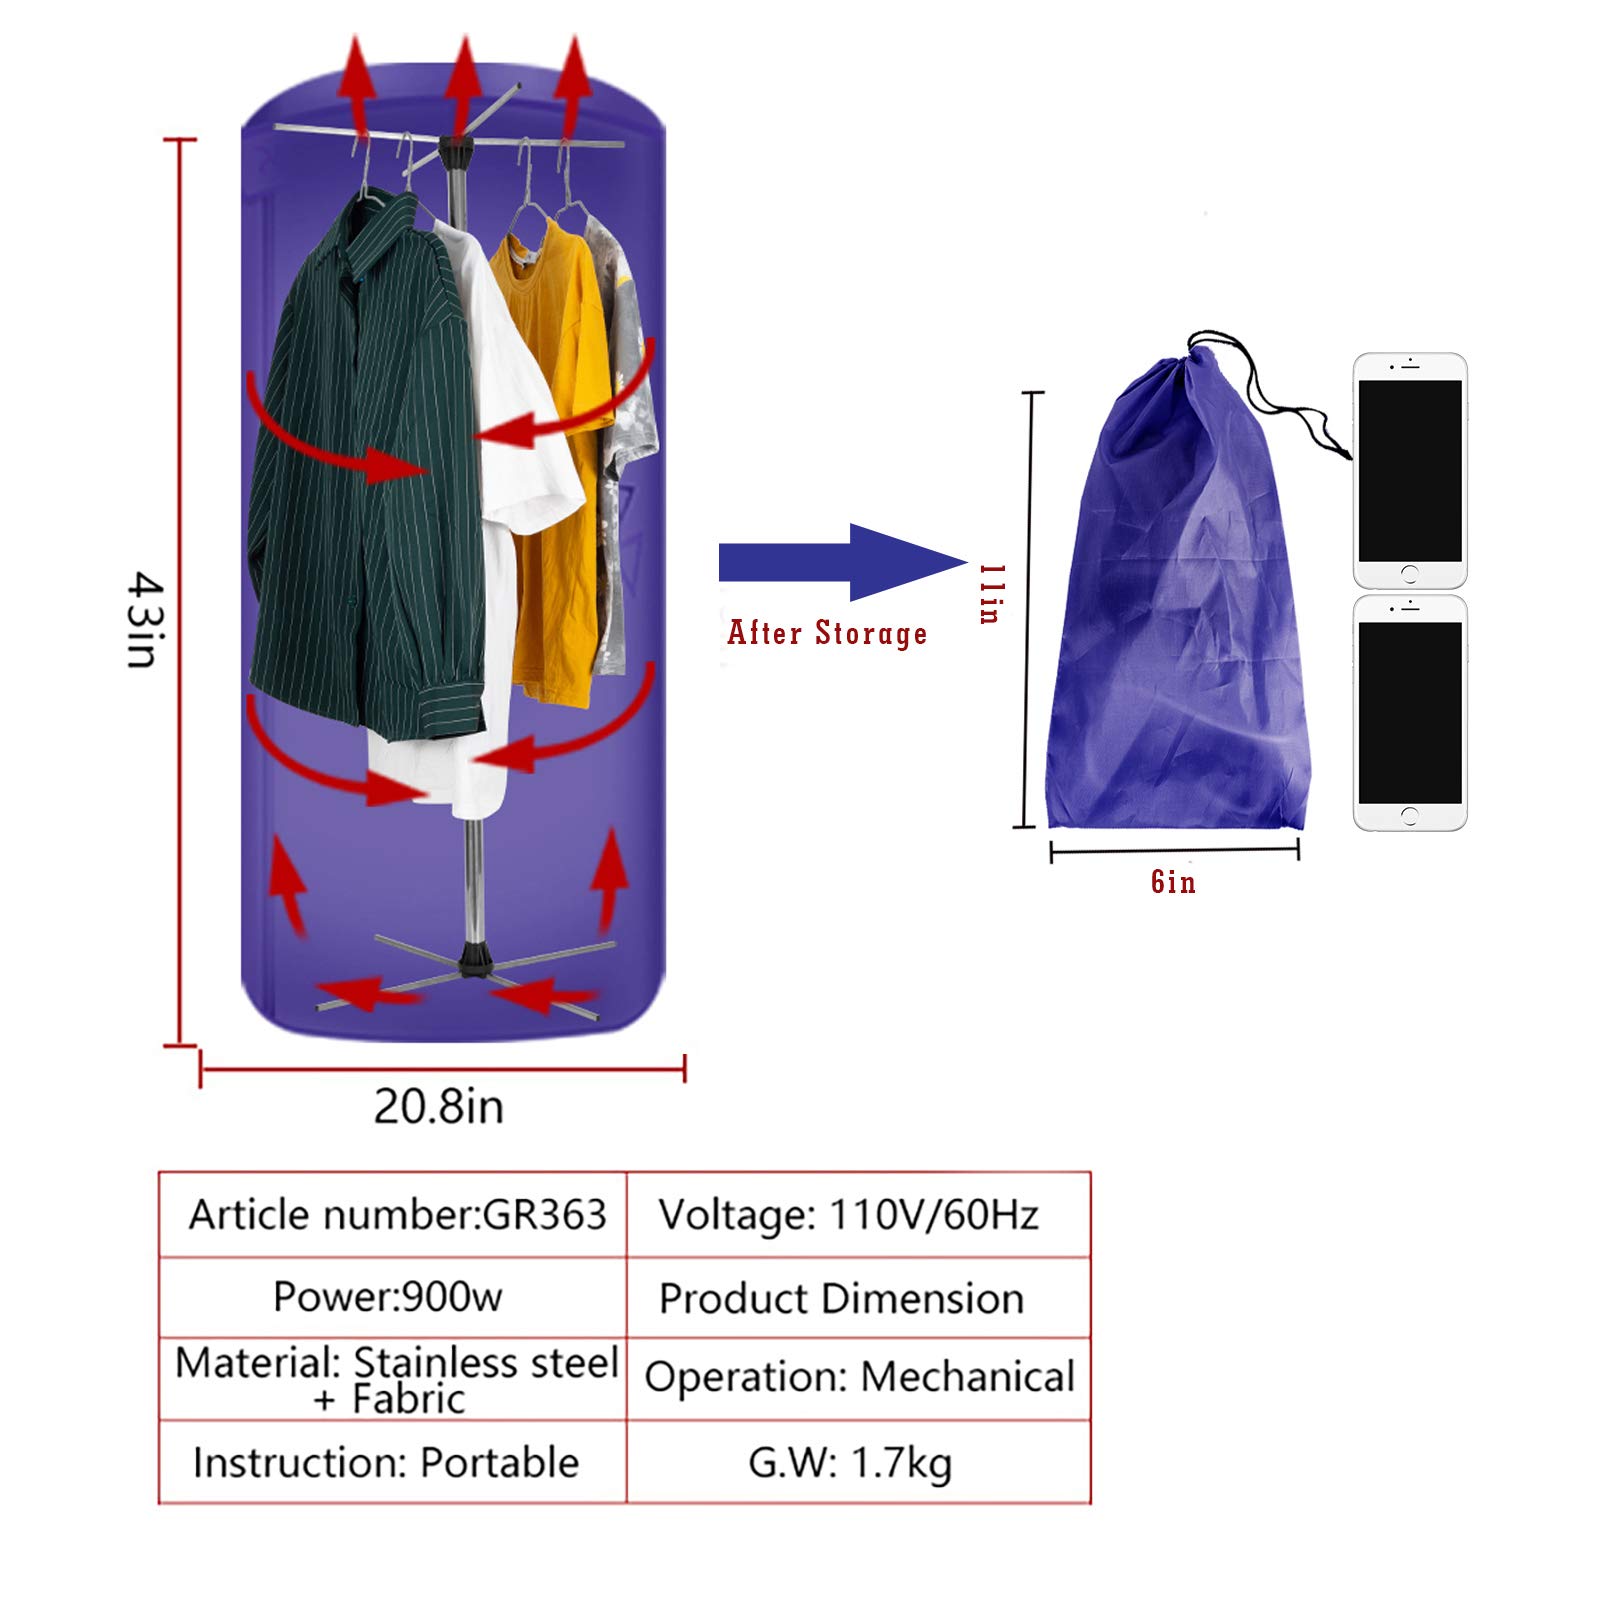 43in
20.8in
After Storage
11in
6in
Article number:GR363
Voltage: 110V/60Hz
Power:900w
Product Dimension
Material: Stainless steel
+ Fabric
Operation: Mechanical
Instruction: Portable
G.W: 1.7kg